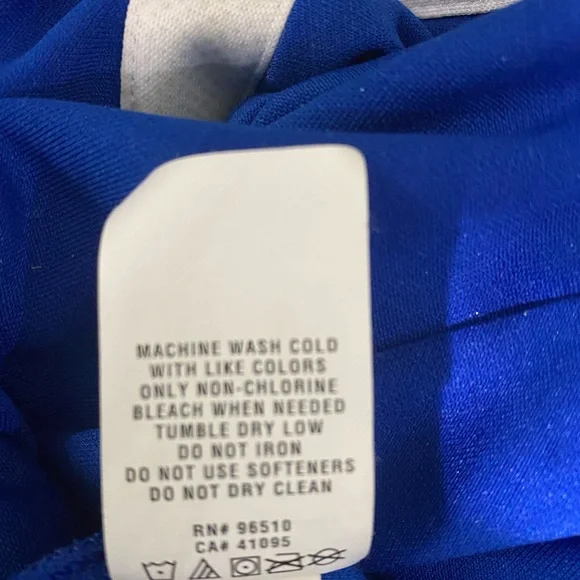 MACHINE WASH COLD
WITH LIKE COLORS
ONLY NON-CHLORINE
BLEACH WHEN NEEDED
TUMBLE DRY LOW
DO NOT IRON
DO NOT USE SOFTENERS
DO NOT DRY CLEAN
RN# 96510
CA# 41095